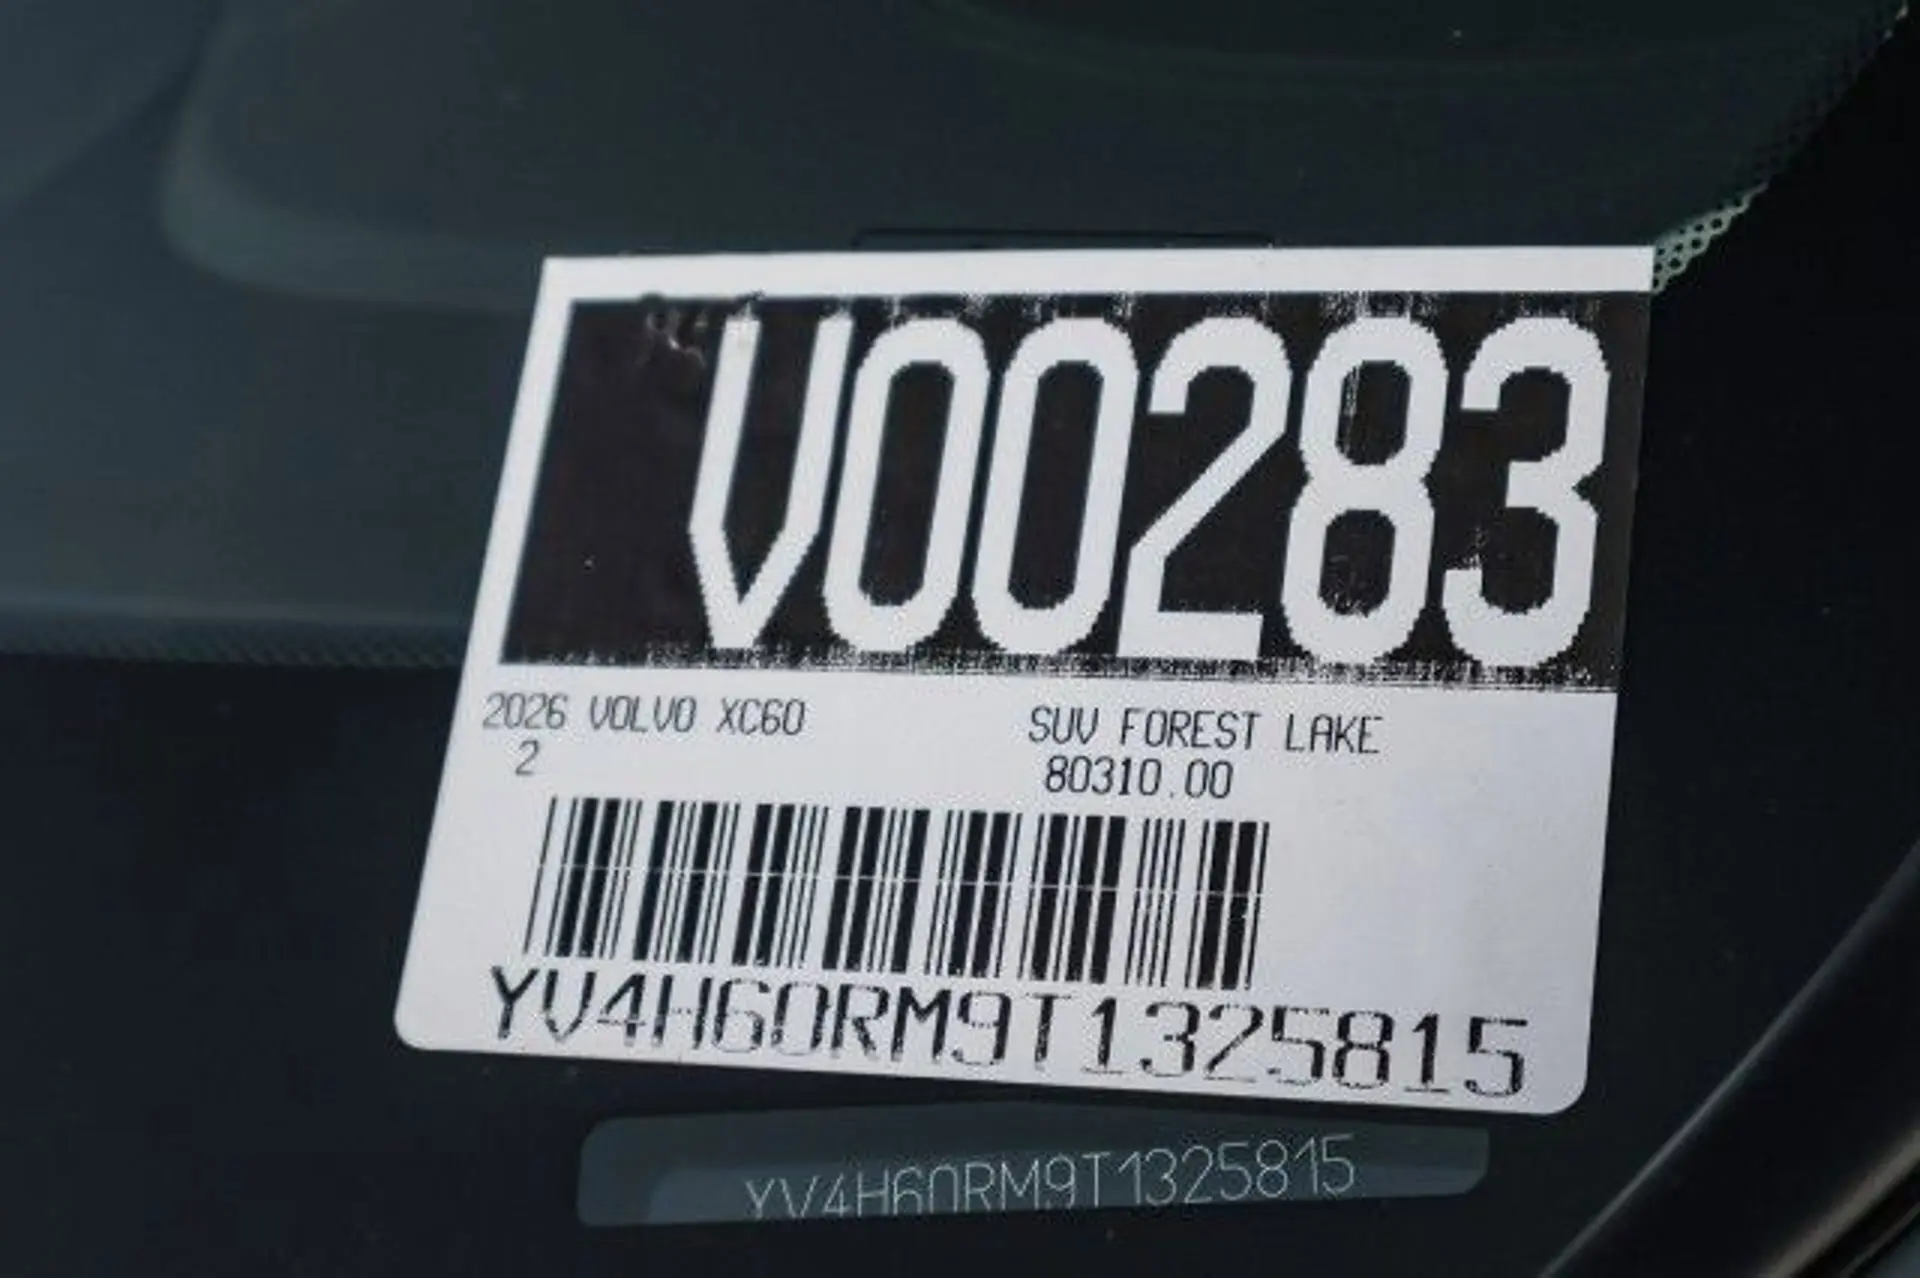 V00283
2026 VOLVO XC60 SUV FOREST LAKE
2 80310.00
YV4H60RM9T1325815
YV4H60RM9T1325815